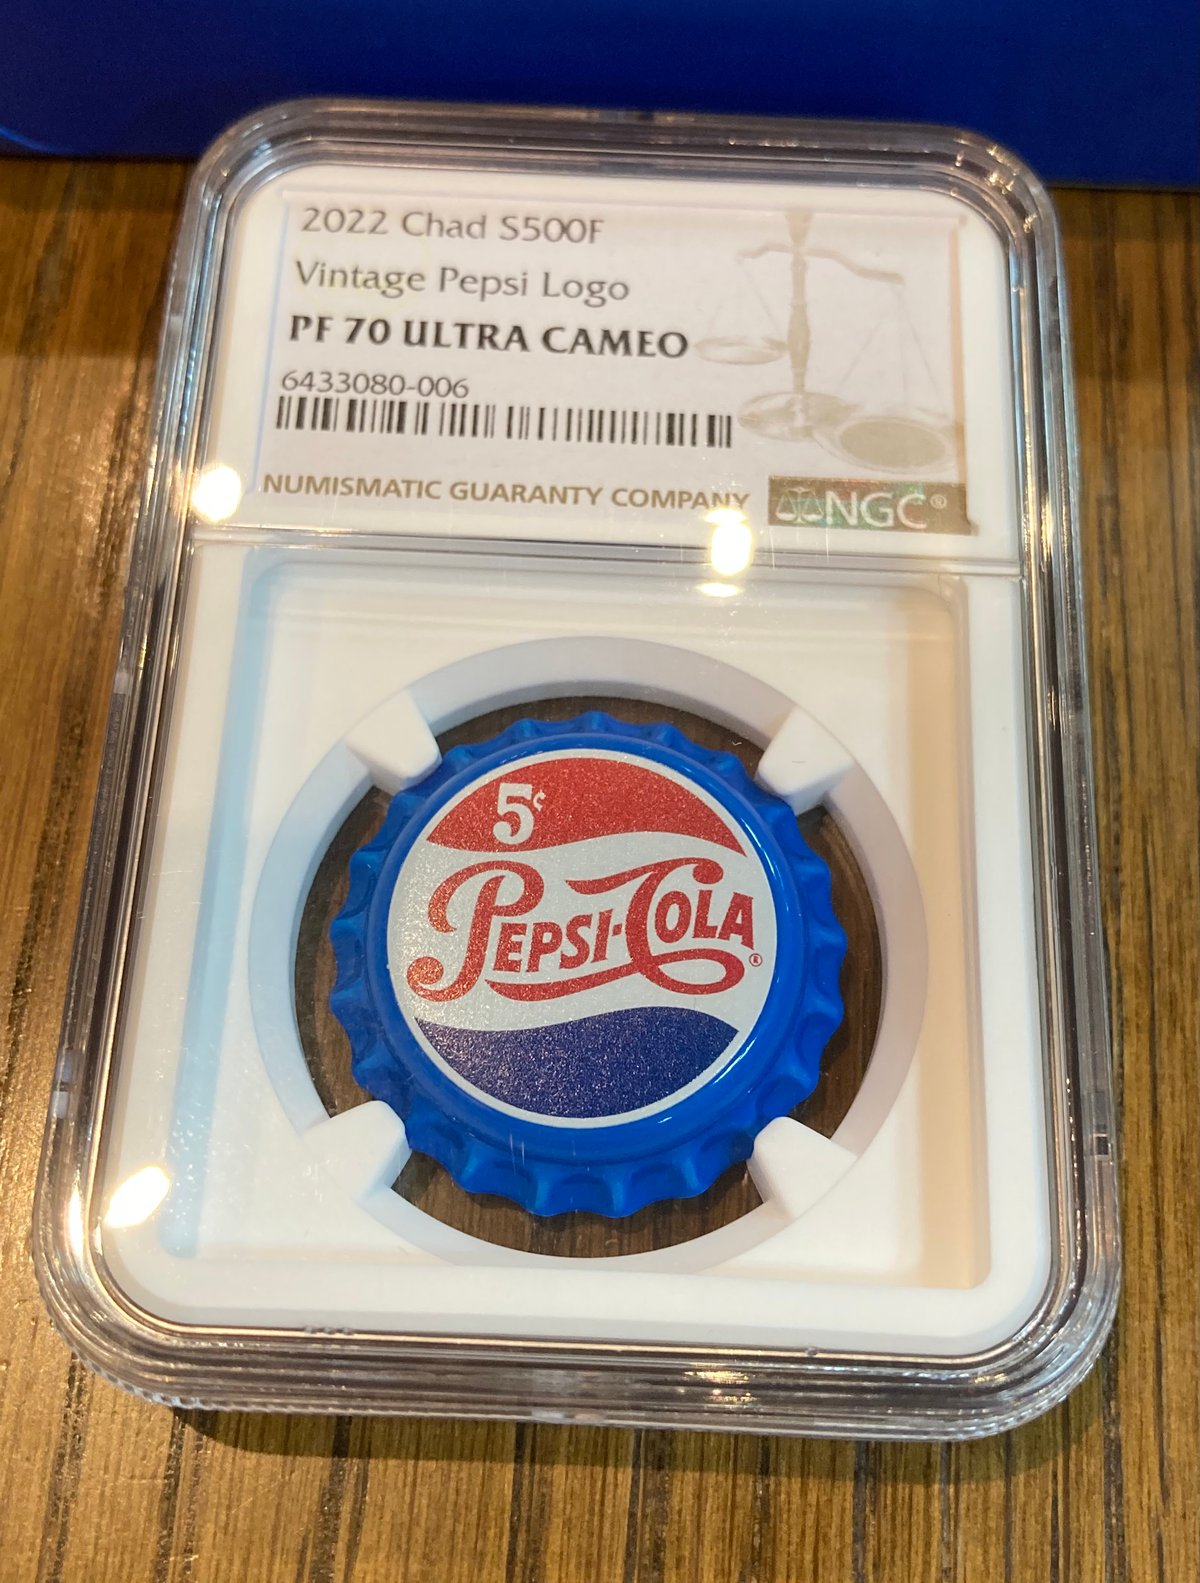 2022 Chad S500F
Vintage Pepsi Logo
PF 70 ULTRA CAMEO
6433080-006
NUMISMATIC GUARANTY COMPANY
NGC®
5¢
PEPSI-COLA®